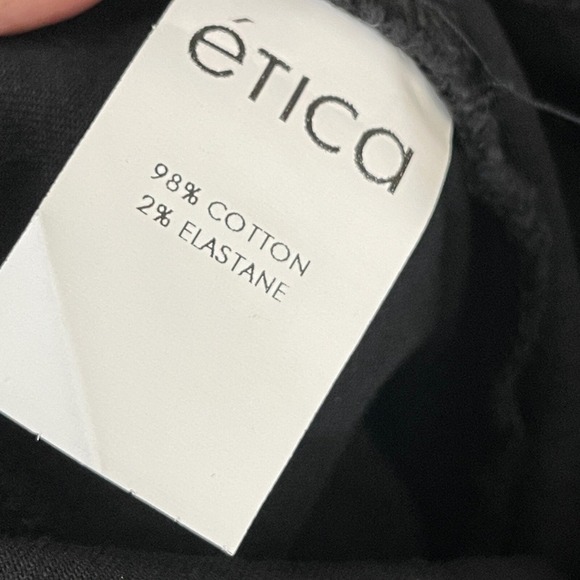 éTICa
98% COTTON
2% ELASTANE